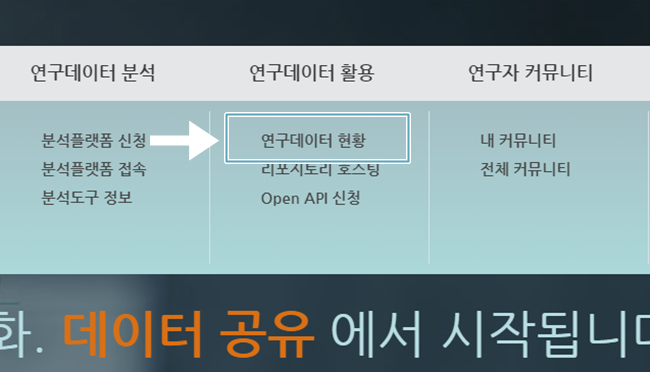 연구데이터 분석
연구데이터 활용
연구자 커뮤니티
분석플랫폼 신청
연구데이터 현황
내 커뮤니티
분석플랫폼 접속
리포지토리 호스팅
전체 커뮤니티
분석도구 정보
Open API 신청
화. 데이터 공유 에서 시작됩니다